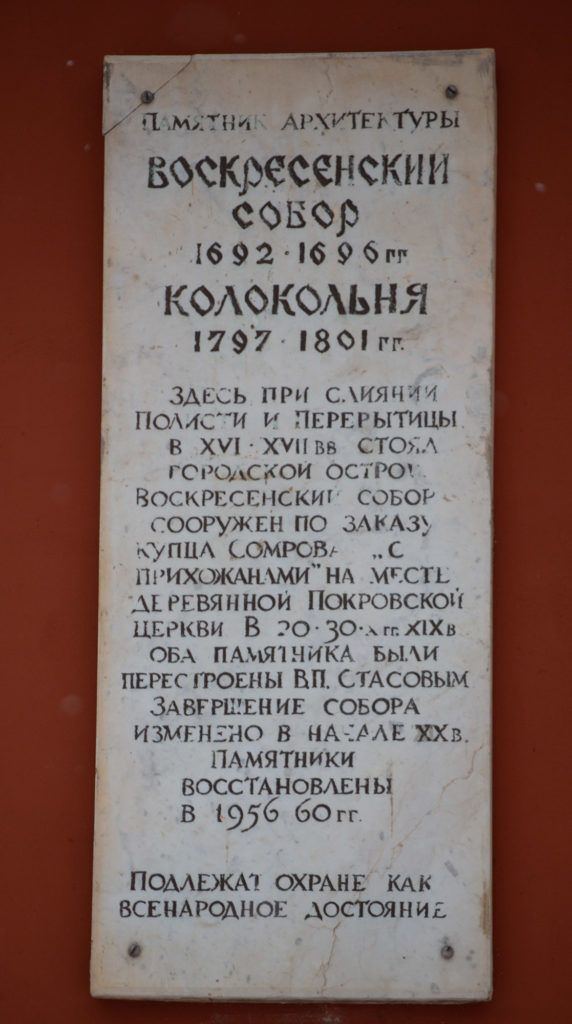 Памятник архитектуры
Воскресенский
собор
1692·1696 гг
Колокольня
1797·1801 гг.
Здесь при слиянии
Полисти и Перерытицы
в XVI·XVII вв стоял
городской острог
Воскресенский собор
сооружен по заказу
купца Сомрова „с
прихожанами" на месте
деревянной Покровской
церкви В 20·30·х гг. XIX в
оба памятника были
перестроены В.П. Стасовым
Завершение собора
изменено в начале XX в.
Памятники
восстановлены
в 1956 60 гг.
Подлежат охране как
всенародное достояние